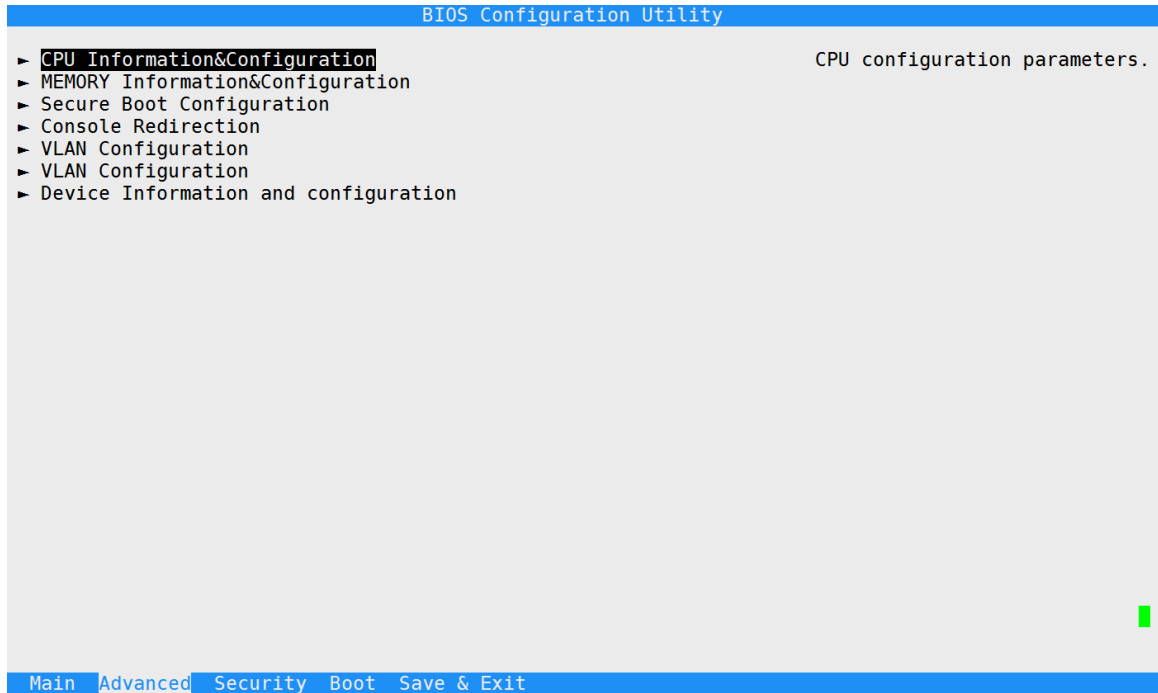 BIOS Configuration Utility
► CPU Information&Configuration CPU configuration parameters.
► MEMORY Information&Configuration
► Secure Boot Configuration
► Console Redirection
► VLAN Configuration
► VLAN Configuration
► Device Information and configuration
Main Advanced Security Boot Save & Exit